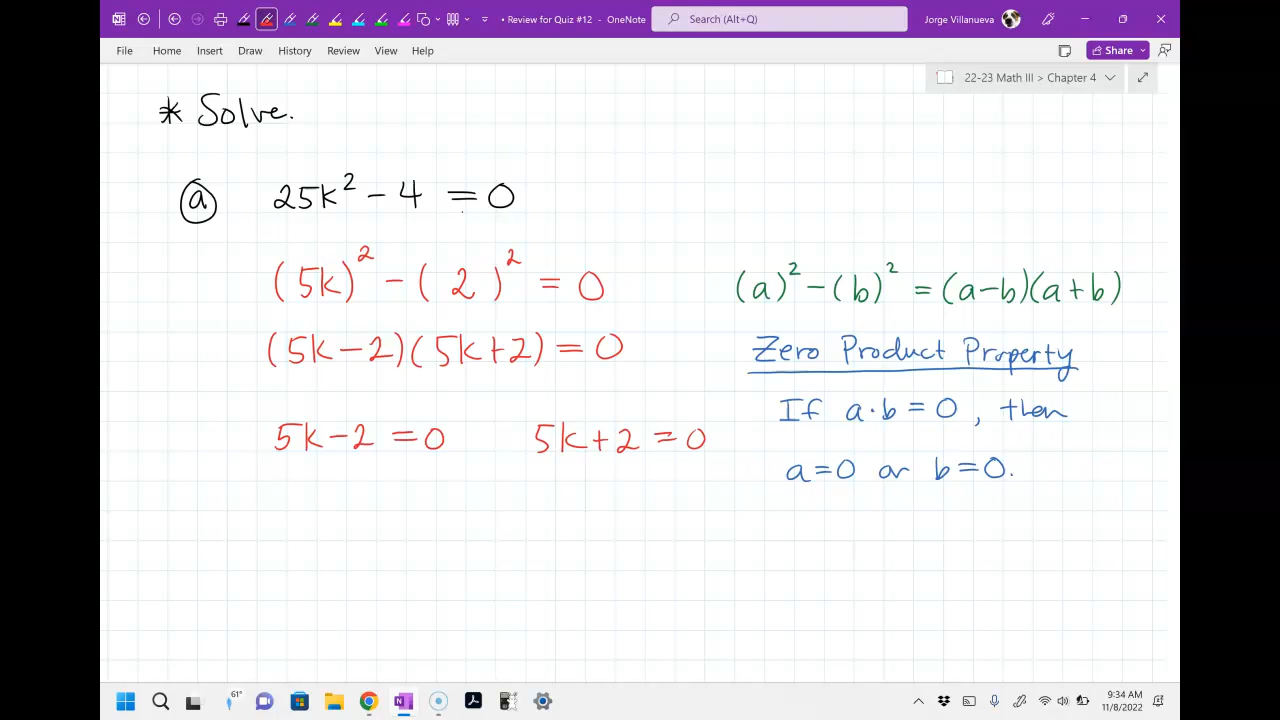 Review for Quiz #12 - OneNote
Search (Alt+Q)
Jorge Villanueva
File Home Insert Draw History Review View Help
Share
22-23 Math III > Chapter 4
* Solve.
ⓐ 25k² - 4 = 0
(5k)² - (2)² = 0
(a)² - (b)² = (a-b)(a+b)
(5k-2)(5k+2) = 0
Zero Product Property
If a·b = 0, then
5k-2 = 0 5k+2 = 0
a=0 or b=0.
61°
9:34 AM
11/8/2022